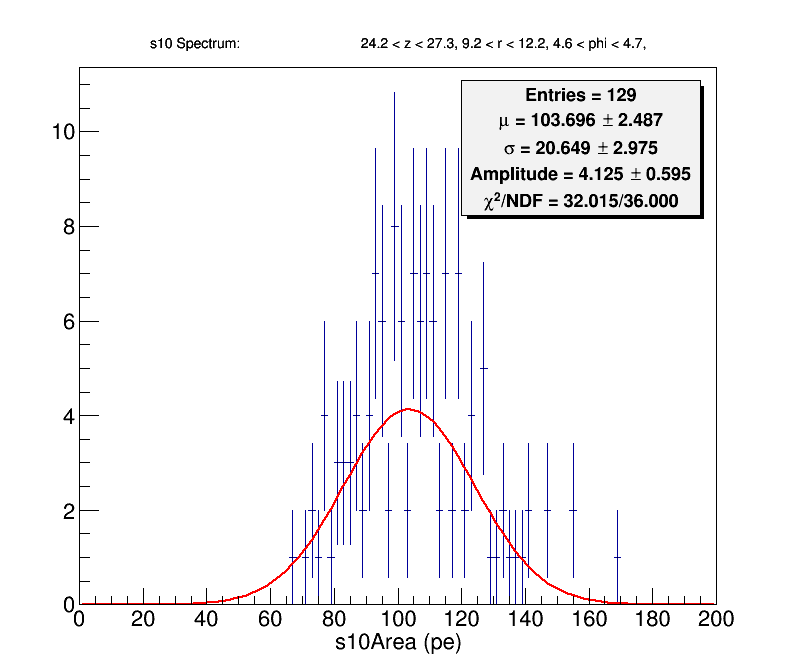 s10 Spectrum: 24.2 < z < 27.3, 9.2 < r < 12.2, 4.6 < phi < 4.7,
Entries = 129
μ = 103.696 ± 2.487
σ = 20.649 ± 2.975
Amplitude = 4.125 ± 0.595
χ²/NDF = 32.015/36.000
10
8
6
4
2
0
0 20 40 60 80 100 120 140 160 180 200
s10Area (pe)